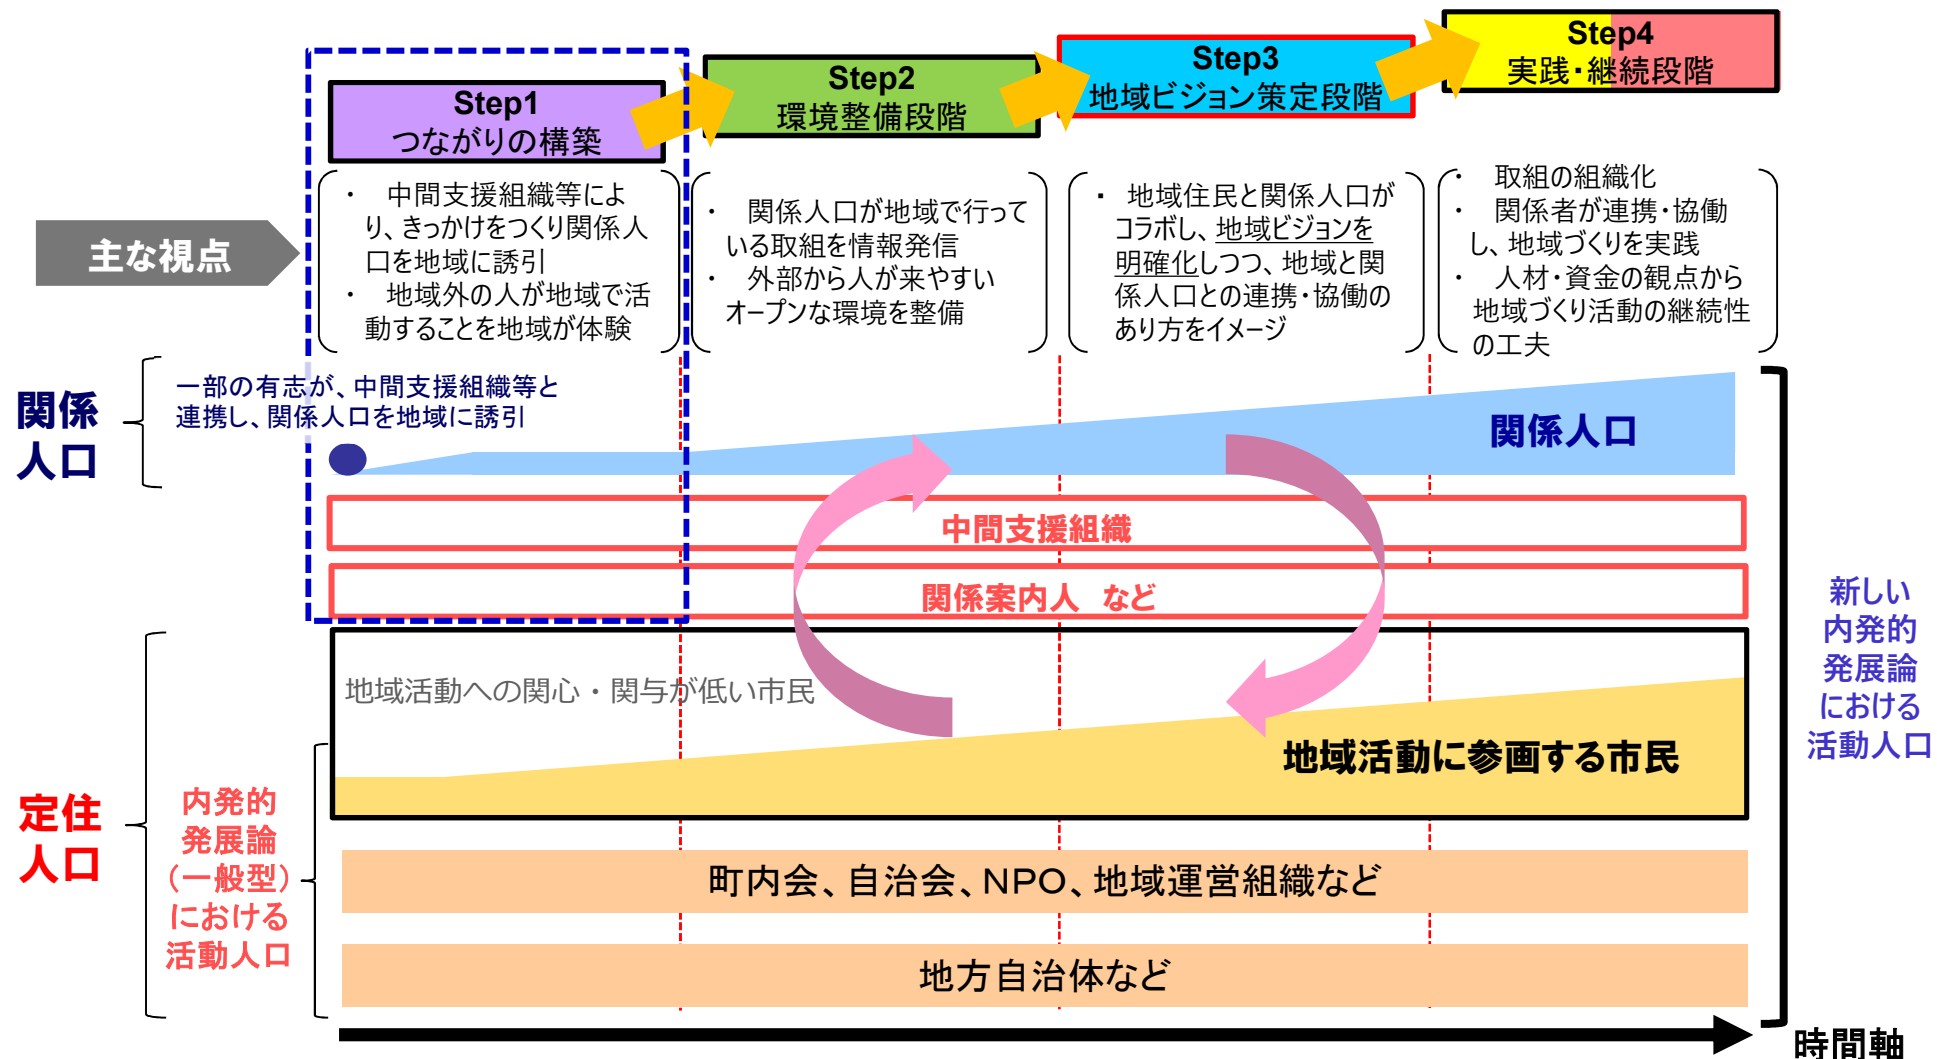 Step1
つながりの構築
Step2
環境整備段階
Step3
地域ビジョン策定段階
Step4
実践・継続段階
主な視点
・　中間支援組織等によ
り、きっかけをつくり関係人
口を地域に誘引
・　地域外の人が地域で活
動することを地域が体験
・　関係人口が地域で行って
いる取組を情報発信
・　外部から人が来やすい
オープンな環境を整備
・ 地域住民と関係人口が
コラボし、地域ビジョンを
明確化しつつ、地域と関
係人口との連携・協働の
あり方をイメージ
・　取組の組織化
・　関係者が連携・協働
し、地域づくりを実践
・　人材・資金の観点から
地域づくり活動の継続性
の工夫
関係
人口
一部の有志が、中間支援組織等と
連携し、関係人口を地域に誘引
関係人口
中間支援組織
関係案内人　など
地域活動への関心・関与が低い市民
地域活動に参画する市民
定住
人口
内発的
発展論
（一般型）
における
活動人口
町内会、自治会、NPO、地域運営組織など
地方自治体など
新しい
内発的
発展論
における
活動人口
時間軸